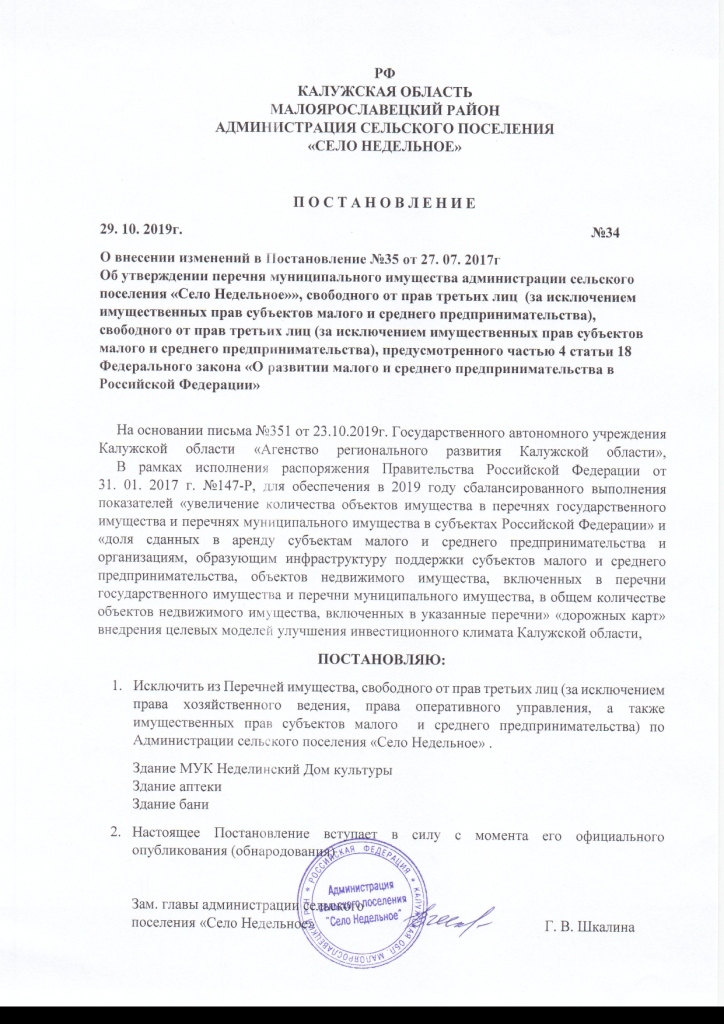 РФ
КАЛУЖСКАЯ ОБЛАСТЬ
МАЛОЯРОСЛАВЕЦКИЙ РАЙОН
АДМИНИСТРАЦИЯ СЕЛЬСКОГО ПОСЕЛЕНИЯ
«СЕЛО НЕДЕЛЬНОЕ»
П О С Т А Н О В Л Е Н И Е
29. 10. 2019г. №34
О внесении изменений в Постановление №35 от 27. 07. 2017г
Об утверждении перечня муниципального имущества администрации сельского
поселения «Село Недельное»», свободного от прав третьих лиц (за исключением
имущественных прав субъектов малого и среднего предпринимательства),
свободного от прав третьих лиц (за исключением имущественных прав субъектов
малого и среднего предпринимательства), предусмотренного частью 4 статьи 18
Федерального закона «О развитии малого и среднего предпринимательства в
Российской Федерации»
На основании письма №351 от 23.10.2019г. Государственного автономного учреждения
Калужской области «Агенство регионального развития Калужской области»,
В рамках исполнения распоряжения Правительства Российской Федерации от
31. 01. 2017 г. №147-Р, для обеспечения в 2019 году сбалансированного выполнения
показателей «увеличение количества объектов имущества в перечнях государственного
имущества и перечнях муниципального имущества в субъектах Российской Федерации» и
«доля сданных в аренду субъектам малого и среднего предпринимательства и
организациям, образующим инфраструктуру поддержки субъектов малого и среднего
предпринимательства, объектов недвижимого имущества, включенных в перечни
государственного имущества и перечни муниципального имущества, в общем количестве
объектов недвижимого имущества, включенных в указанные перечни» «дорожных карт»
внедрения целевых моделей улучшения инвестиционного климата Калужской области,
ПОСТАНОВЛЯЮ:
1. Исключить из Перечней имущества, свободного от прав третьих лиц (за исключением
права хозяйственного ведения, права оперативного управления, а также
имущественных прав субъектов малого и среднего предпринимательства) по
Администрации сельского поселения «Село Недельное» .
Здание МУК Неделинский Дом культуры
Здание аптеки
Здание бани
2. Настоящее Постановление вступает в силу с момента его официального
опубликования (обнародования)
Зам. главы администрации сельского
поселения «Село Недельное» Г. В. Шкалина
РОССИЙСКАЯ ФЕДЕРАЦИЯ * КАЛУЖСКАЯ ОБЛ. МАЛОЯРОСЛАВЕЦКИЙ РАЙОН *
Администрация
сельского поселения
"Село Недельное"